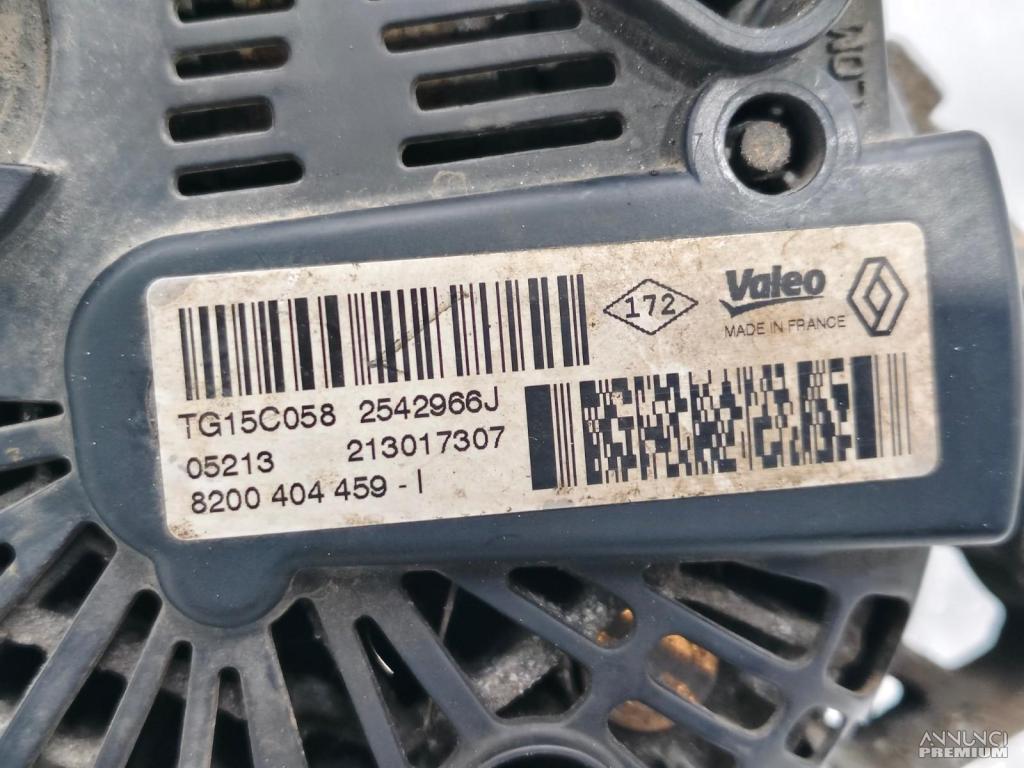 172
Valeo
MADE IN FRANCE
TG15C058 2542966J
05213 213017307
8200 404 459 - I
ANNUNCI
PREMIUM